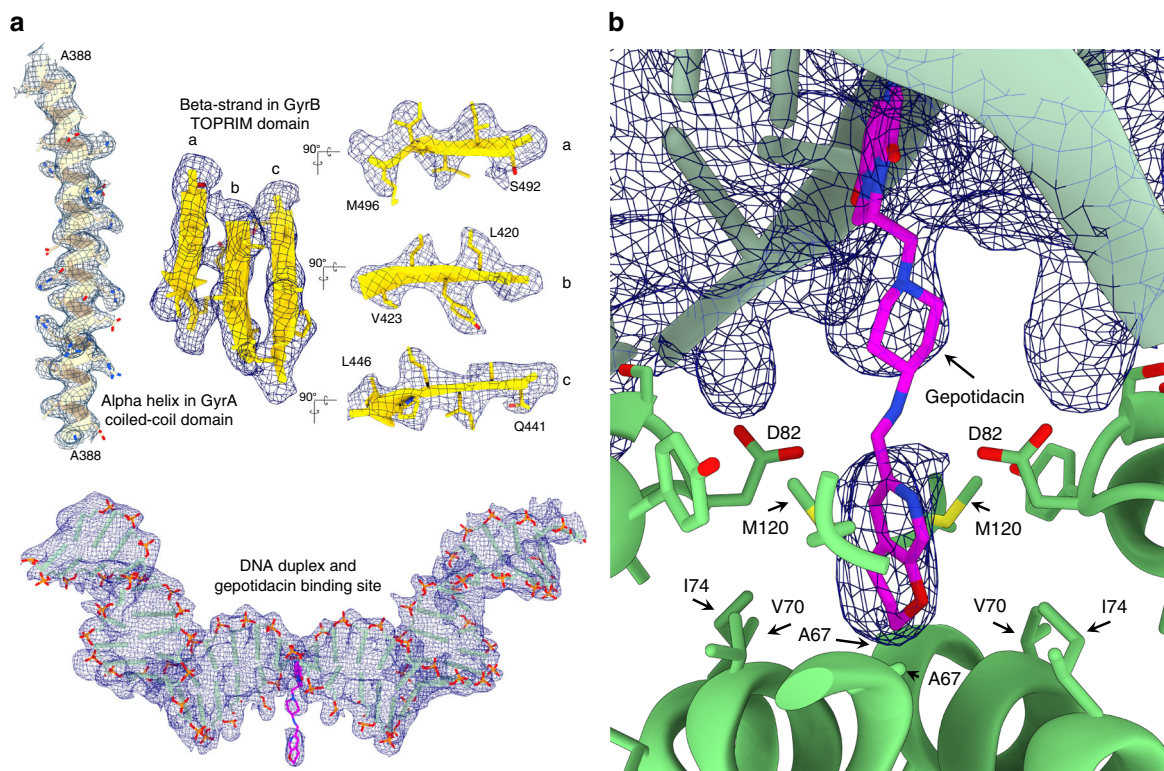 a
A388
Alpha helix in GyrA
coiled-coil domain
A388
Beta-strand in GyrB
TOPRIM domain
a
b
c
90°
a
S492
M496
90°
L420
b
V423
90°
L446
c
Q441
DNA duplex and
gepotidacin binding site
b
Gepotidacin
D82
D82
M120
M120
I74
V70
A67
V70
I74
A67